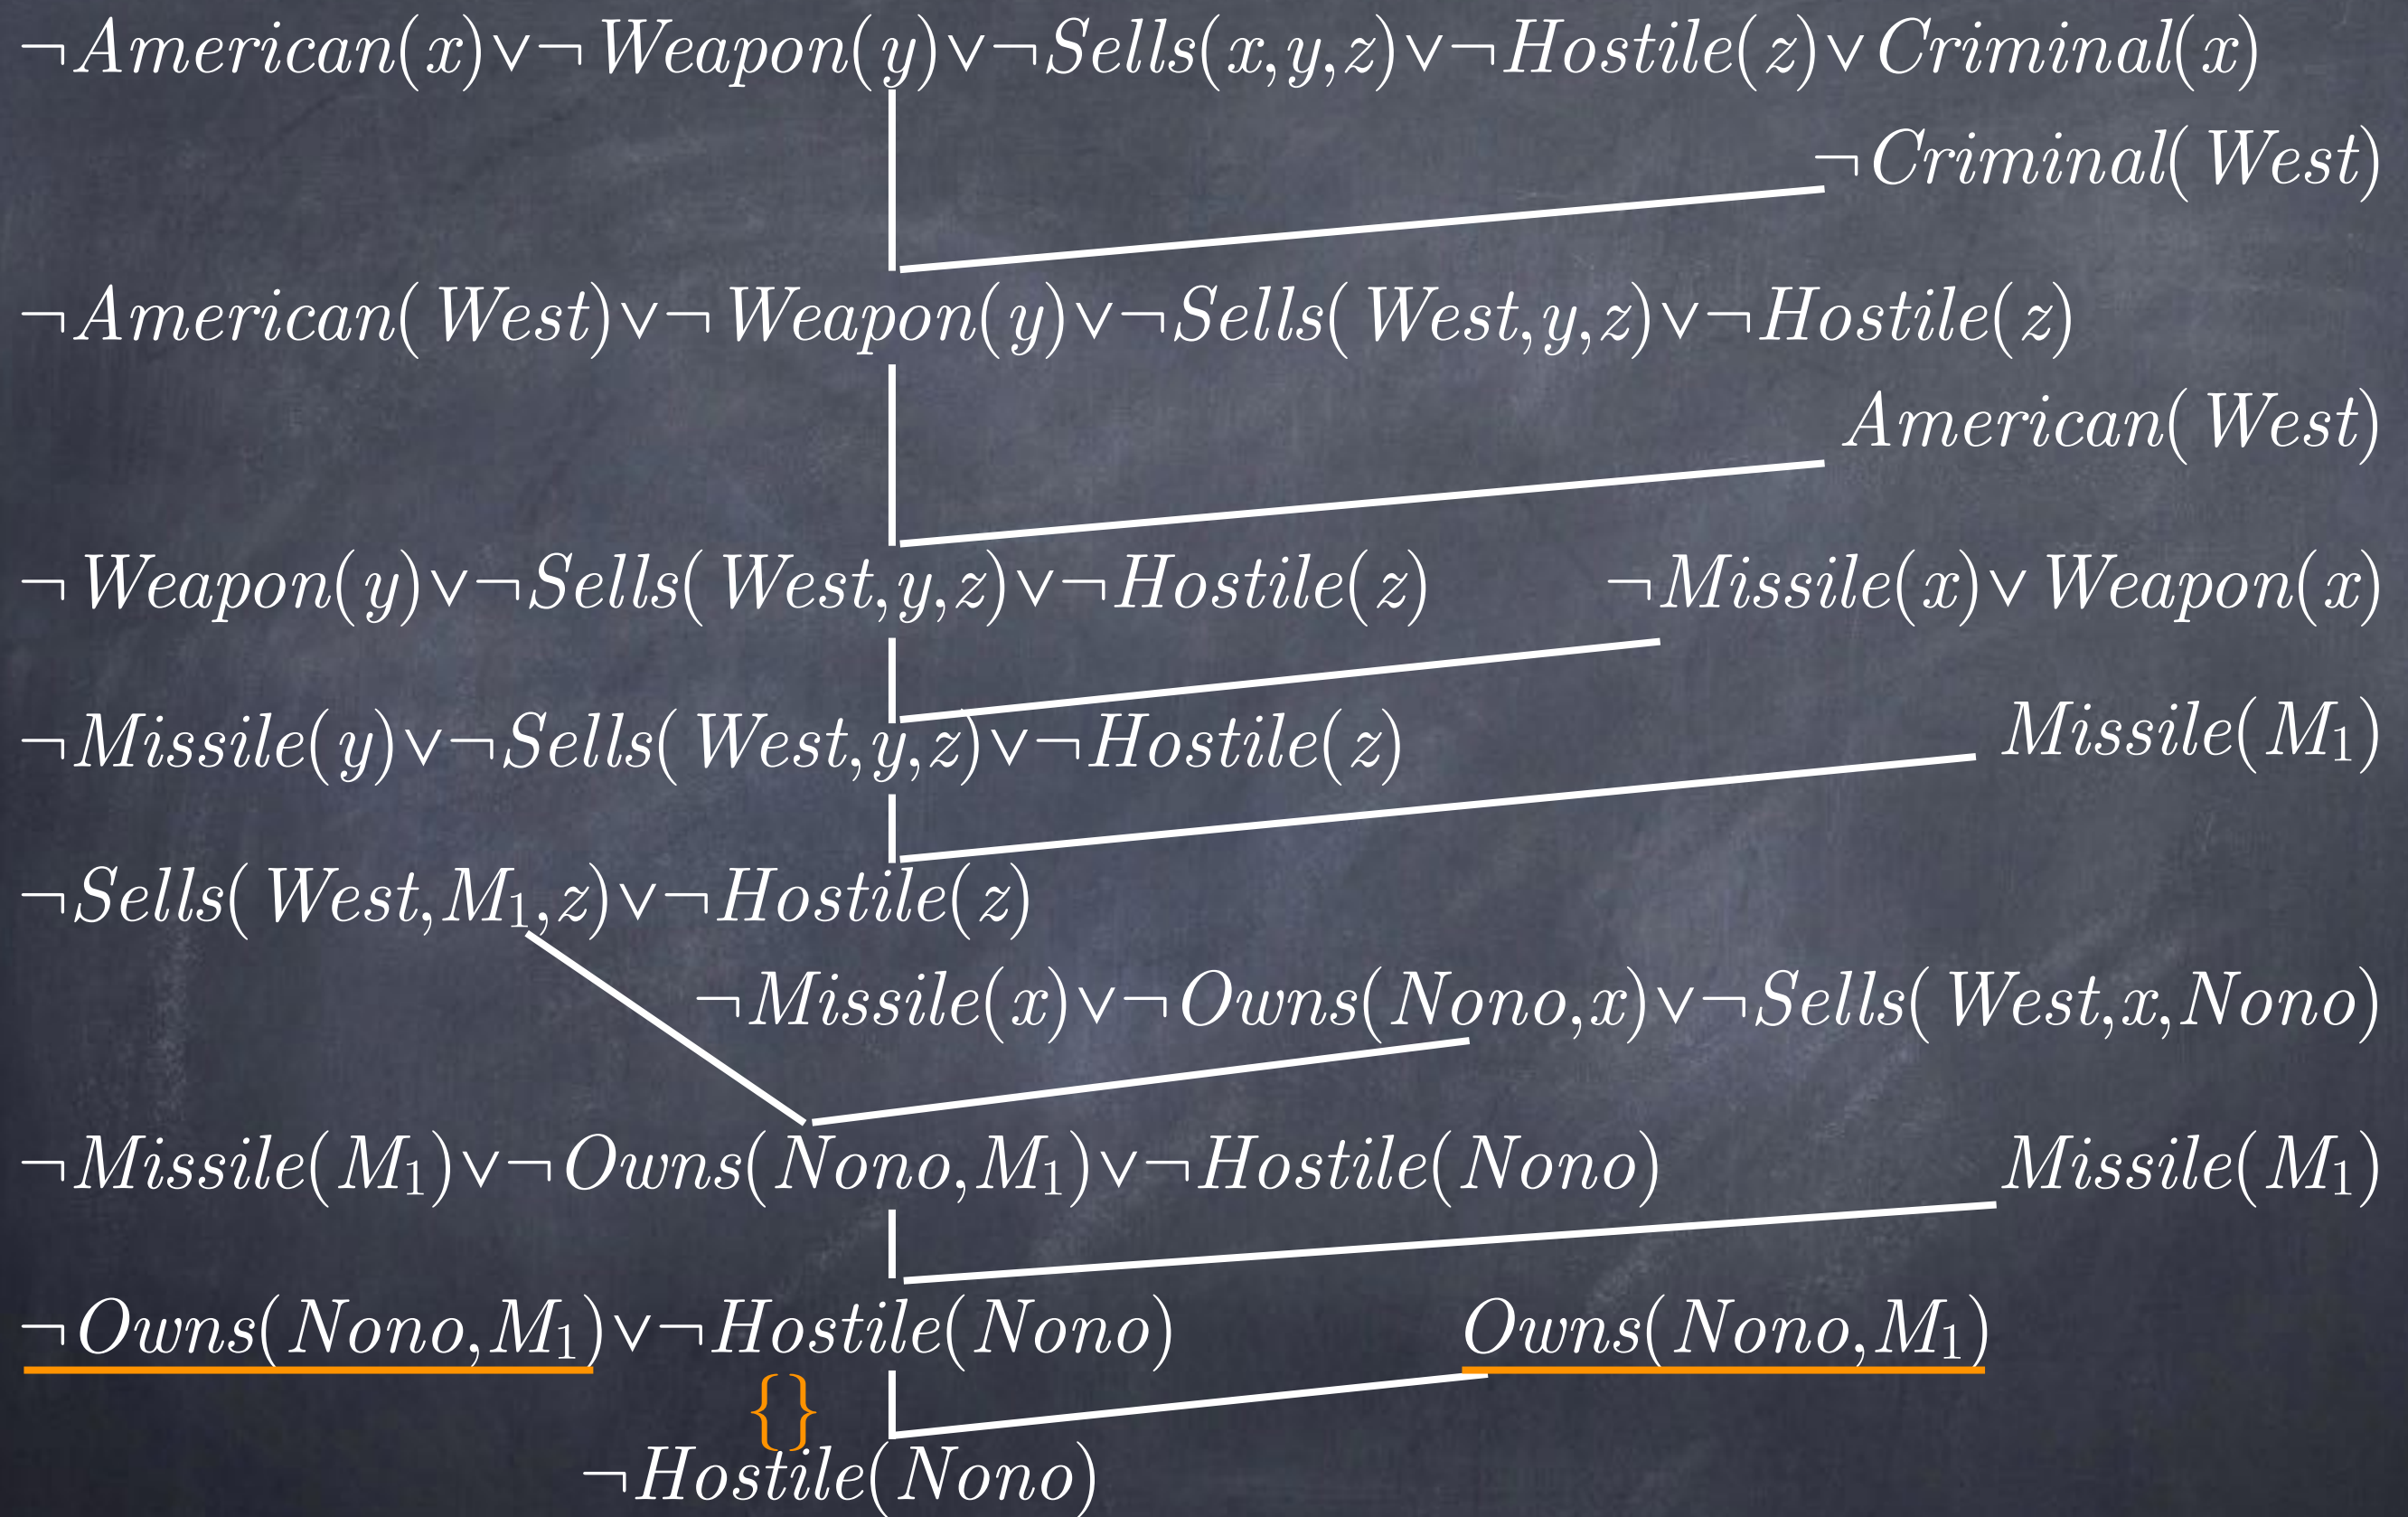 ¬American(x)∨¬Weapon(y)∨¬Sells(x,y,z)∨¬Hostile(z)∨Criminal(x)
¬Criminal(West)
¬American(West)∨¬Weapon(y)∨¬Sells(West,y,z)∨¬Hostile(z)
American(West)
¬Weapon(y)∨¬Sells(West,y,z)∨¬Hostile(z) ¬Missile(x)∨Weapon(x)
¬Missile(y)∨¬Sells(West,y,z)∨¬Hostile(z) Missile(M₁)
¬Sells(West,M₁,z)∨¬Hostile(z)
¬Missile(x)∨¬Owns(Nono,x)∨¬Sells(West,x,Nono)
¬Missile(M₁)∨¬Owns(Nono,M₁)∨¬Hostile(Nono) Missile(M₁)
¬Owns(Nono,M₁)∨¬Hostile(Nono) Owns(Nono,M₁)
{}
¬Hostile(Nono)